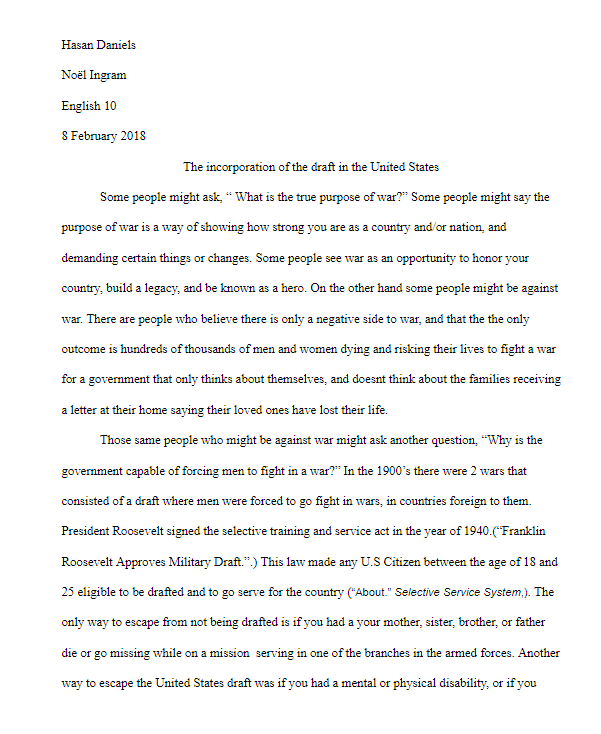 Hasan Daniels
Noël Ingram
English 10
8 February 2018
The incorporation of the draft in the United States
Some people might ask, “ What is the true purpose of war?” Some people might say the
purpose of war is a way of showing how strong you are as a country and/or nation, and
demanding certain things or changes. Some people see war as an opportunity to honor your
country, build a legacy, and be known as a hero. On the other hand some people might be against
war. There are people who believe there is only a negative side to war, and that the the only
outcome is hundreds of thousands of men and women dying and risking their lives to fight a war
for a government that only thinks about themselves, and doesnt think about the families receiving
a letter at their home saying their loved ones have lost their life.
Those same people who might be against war might ask another question, “Why is the
government capable of forcing men to fight in a war?” In the 1900’s there were 2 wars that
consisted of a draft where men were forced to go fight in wars, in countries foreign to them.
President Roosevelt signed the selective training and service act in the year of 1940.(“Franklin
Roosevelt Approves Military Draft.”.) This law made any U.S Citizen between the age of 18 and
25 eligible to be drafted and to go serve for the country (“About.” Selective Service System,). The
only way to escape from not being drafted is if you had a your mother, sister, brother, or father
die or go missing while on a mission  serving in one of the branches in the armed forces. Another
way to escape the United States draft was if you had a mental or physical disability, or if you